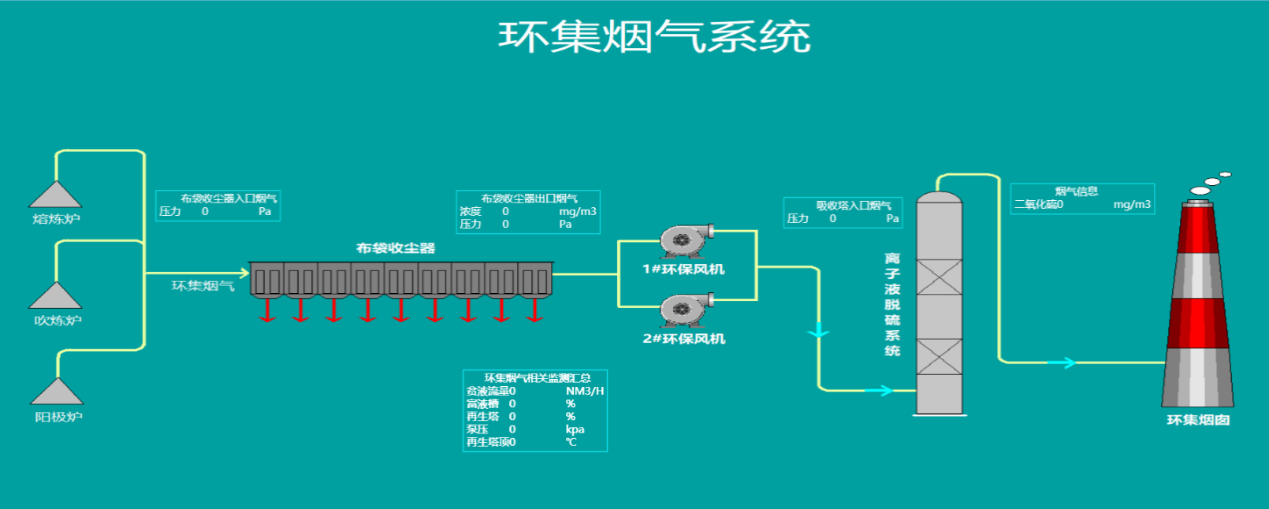 环集烟气系统
熔炼炉
吹炼炉
阳极炉
布袋收尘器入口烟气
压力 0 Pa
环集烟气
布袋收尘器
布袋收尘器出口烟气
浓度 0 mg/m3
压力 0 Pa
1#环保风机
2#环保风机
环集烟气相关监测汇总
贫液流量0 NM3/H
富液槽 0 %
再生塔 0 %
泵压 0 kpa
再生塔顶0 ℃
吸收塔入口烟气
压力 0 Pa
离子液脱硫系统
烟气信息
二氧化硫0 mg/m3
环集烟囱